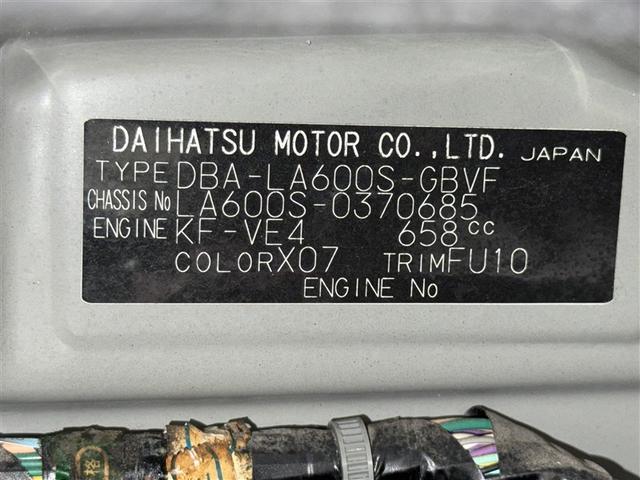 DAIHATSU MOTOR CO.,LTD. JAPAN
TYPE DBA-LA600S-GBVF
CHASSIS No LA600S-0370685
ENGINE KF-VE4 658cc
COLOR X07 TRIM FU10
ENGINE No
格